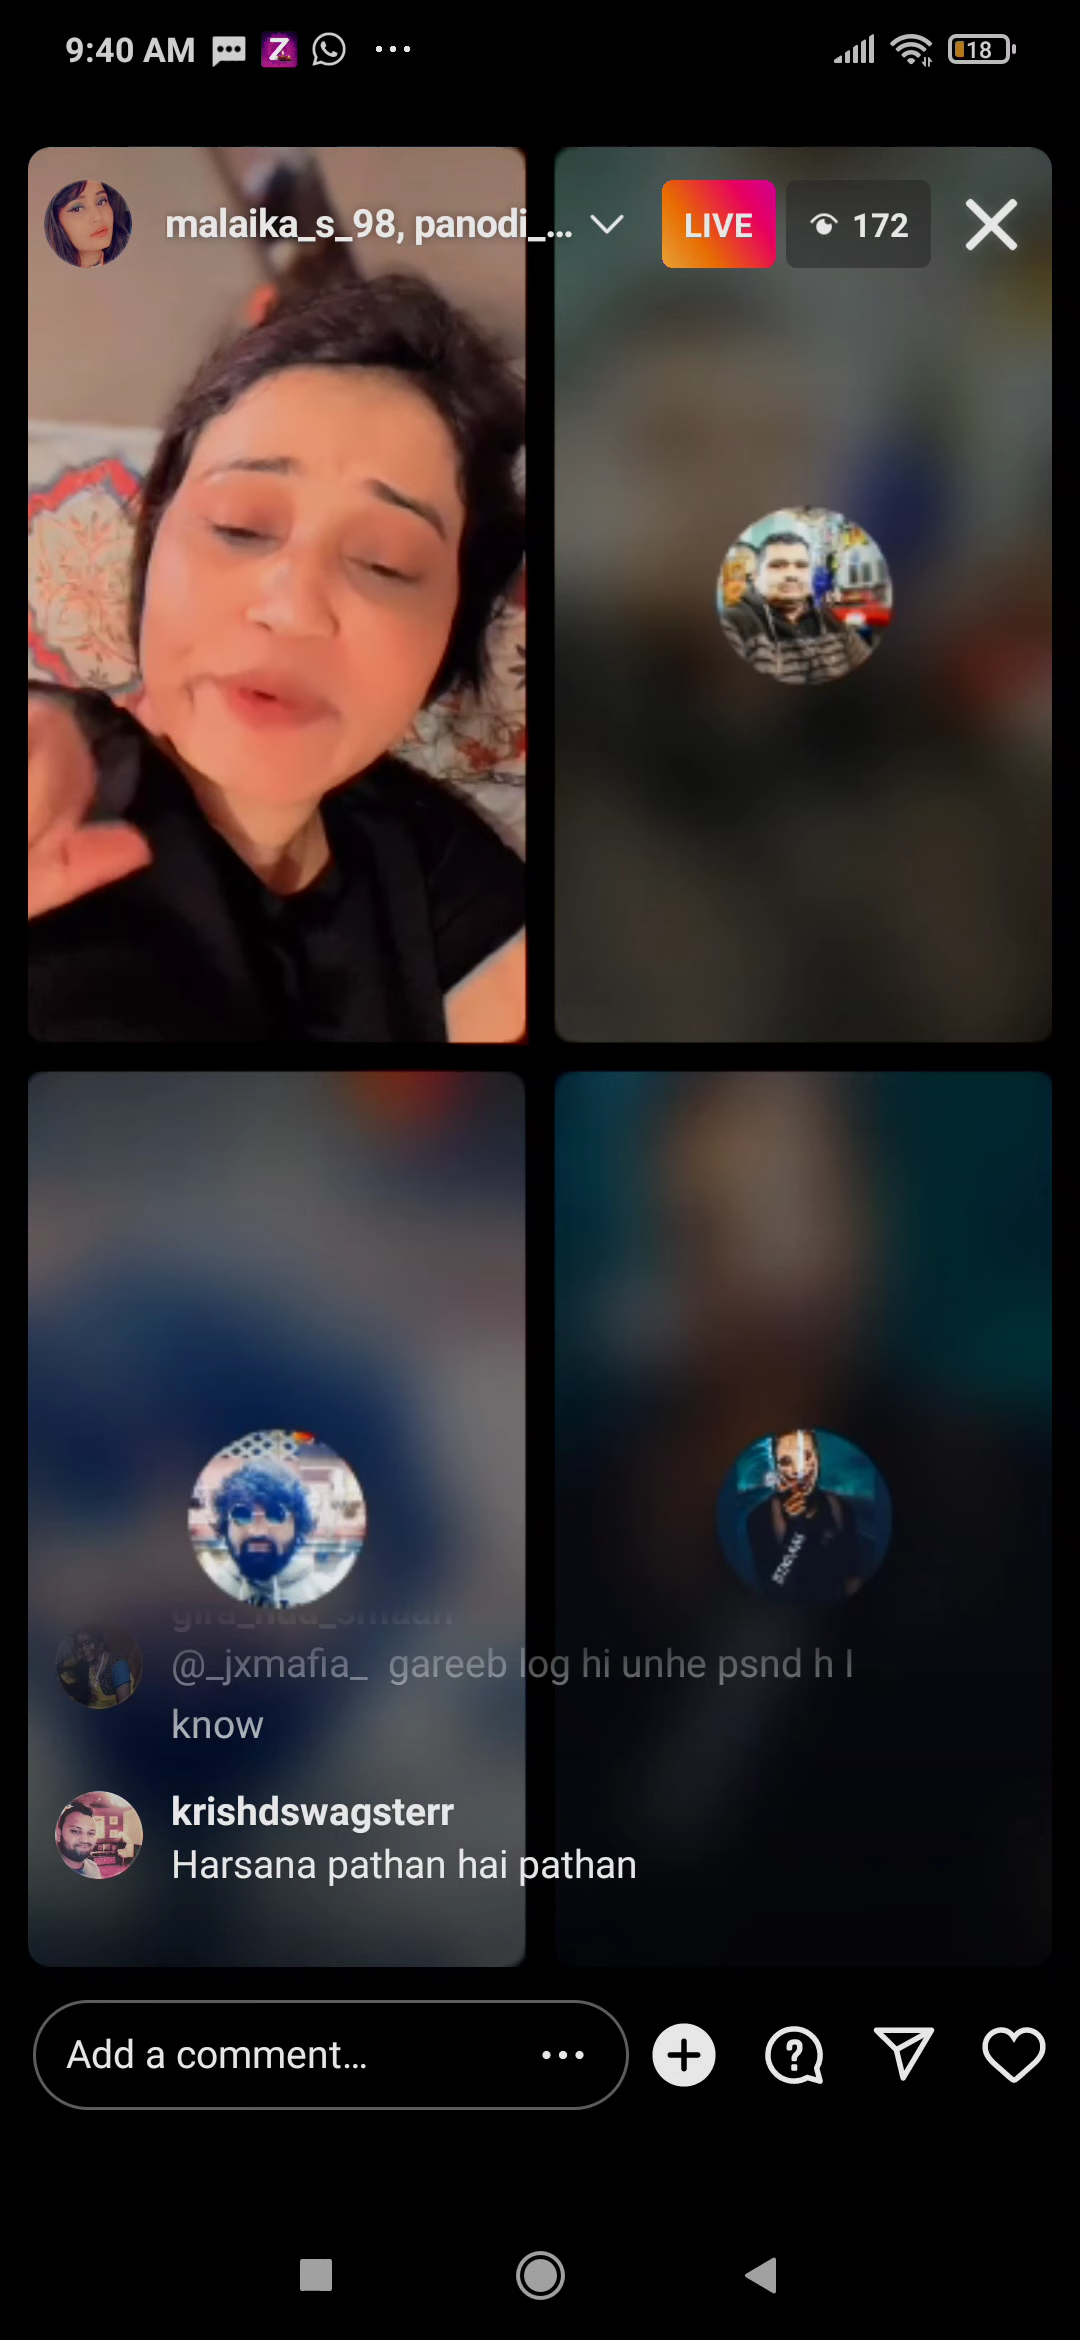 9:40 AM
18
malaika_s_98, panodi_...
LIVE
172
@_jxmafia_ gareeb log hi unhe psnd h I
know
krishdswagsterr
Harsana pathan hai pathan
Add a comment...